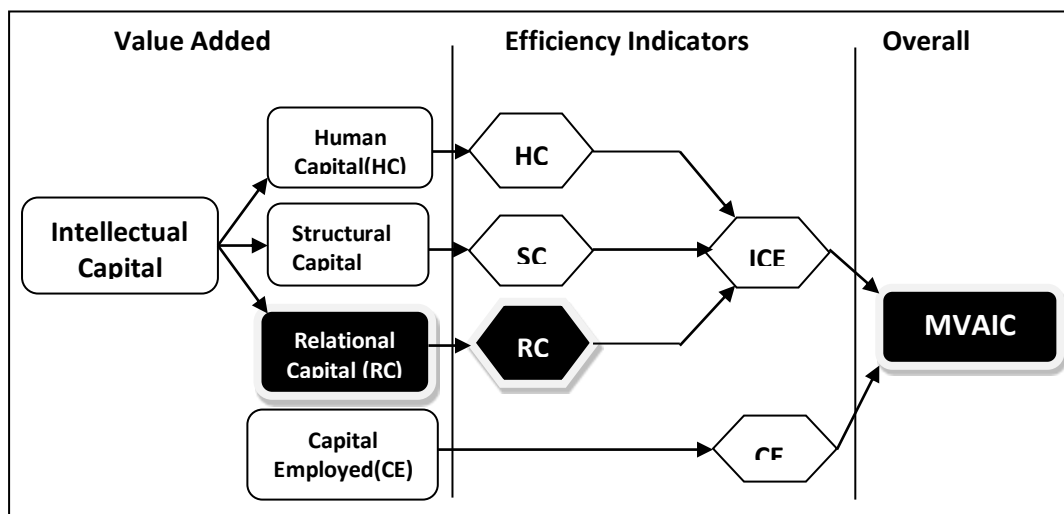 Value Added
Efficiency Indicators
Overall
Human
Capital(HC)
HC
Intellectual
Capital
Structural
Capital
SC
ICE
Relational
Capital (RC)
RC
MVAIC
Capital
Employed(CE)
CE